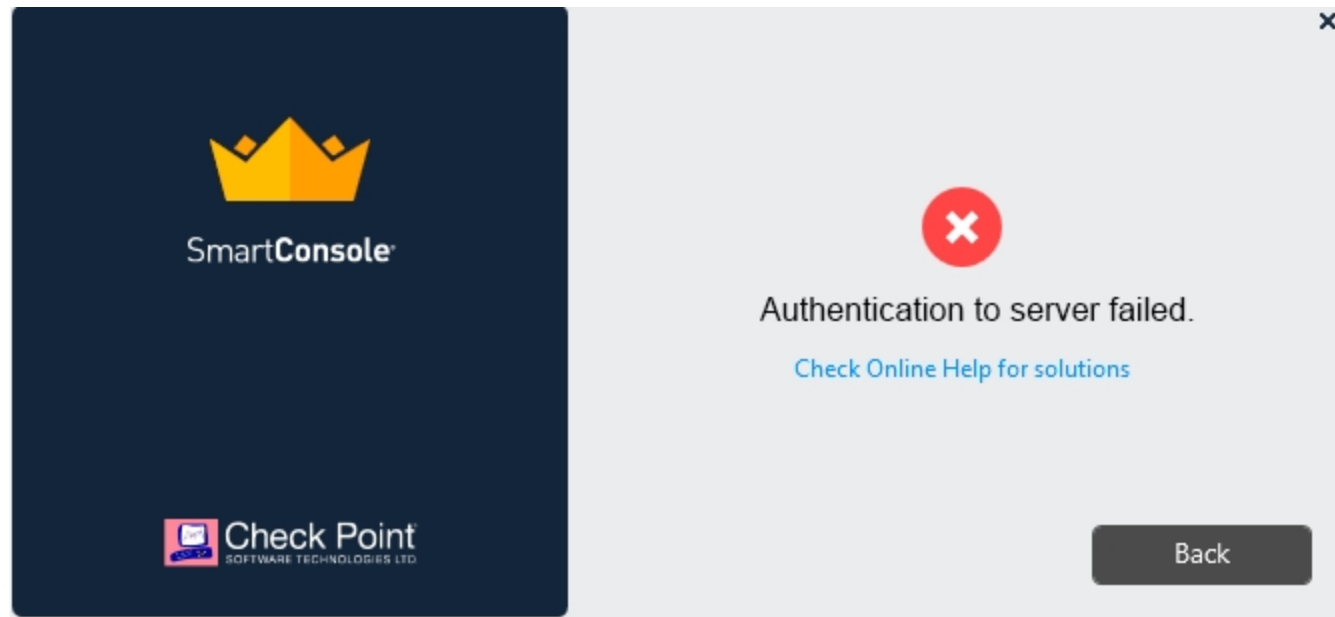 SmartConsole
Check Point
SOFTWARE TECHNOLOGIES LTD
Authentication to server failed.
Check Online Help for solutions
Back